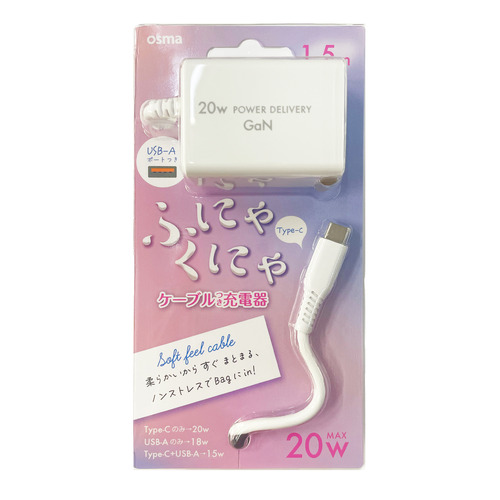 osma
1.5m
20w POWER DELIVERY
GaN
USB-A
ポートつき
ふにゃ
くにゃ
Type-C
ケーブルつき充電器
Soft feel cable
柔らかいから すぐ まとまる、
ノンストレスでBagにin!
Type-Cのみ→20w
USB-Aのみ→18w
Type-C+USB-A→15w
MAX
20w